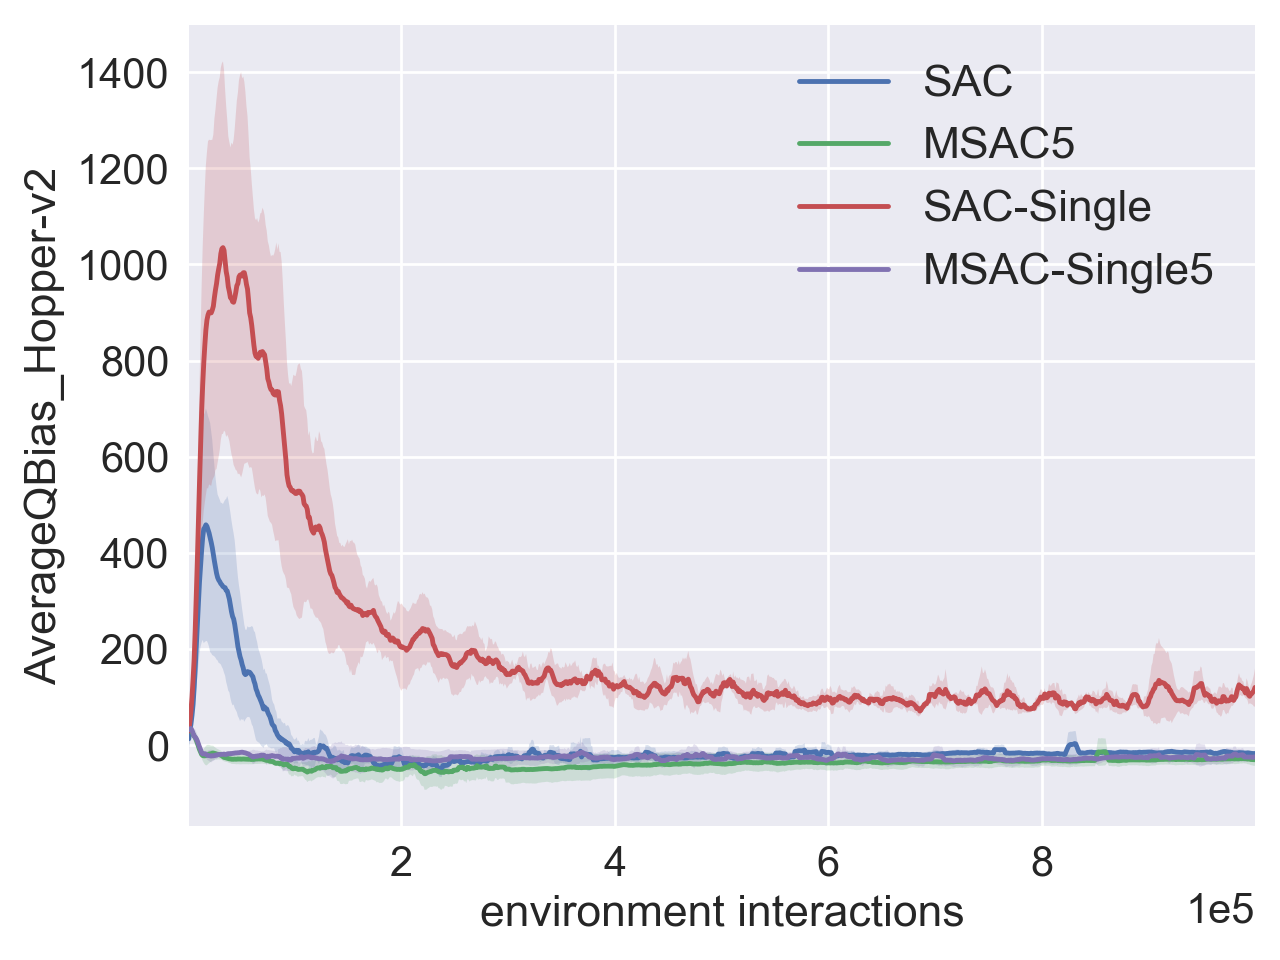 AverageQBias_Hopper-v2
1400
1200
1000
800
600
400
200
0
SAC
MSAC5
SAC-Single
MSAC-Single5
2
4
6
8
1e5
environment interactions